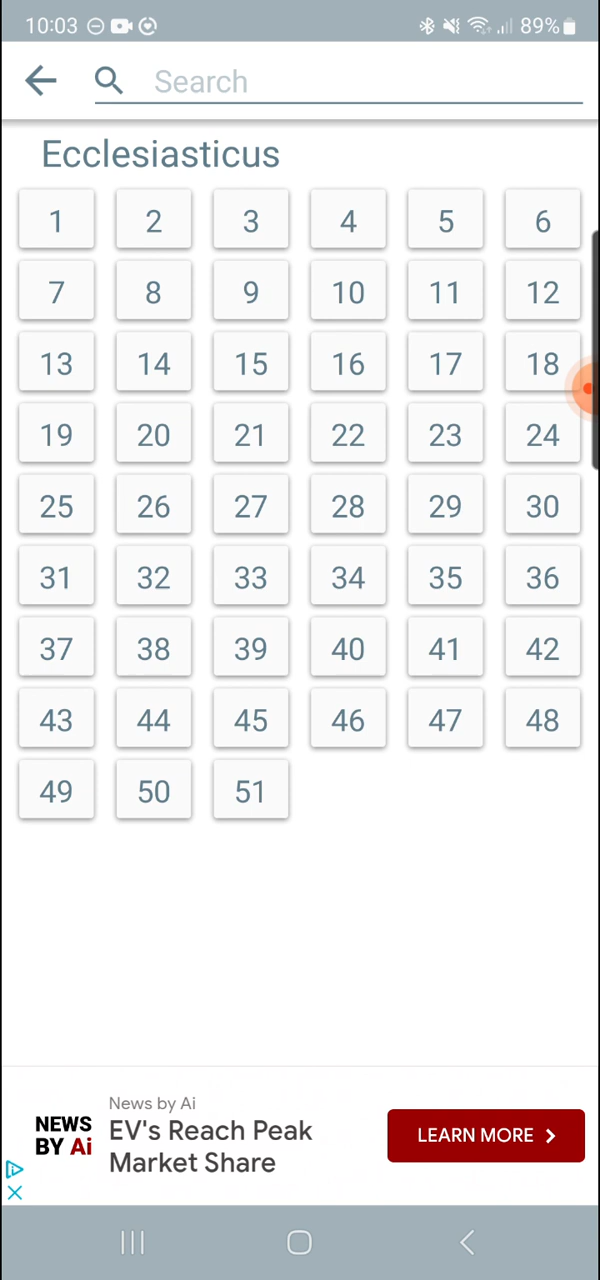 10:03 89%
Search
Ecclesiasticus
1 2 3 4 5 6
7 8 9 10 11 12
13 14 15 16 17 18
19 20 21 22 23 24
25 26 27 28 29 30
31 32 33 34 35 36
37 38 39 40 41 42
43 44 45 46 47 48
49 50 51
News by Ai
NEWS
BY Ai
EV's Reach Peak
Market Share
LEARN MORE